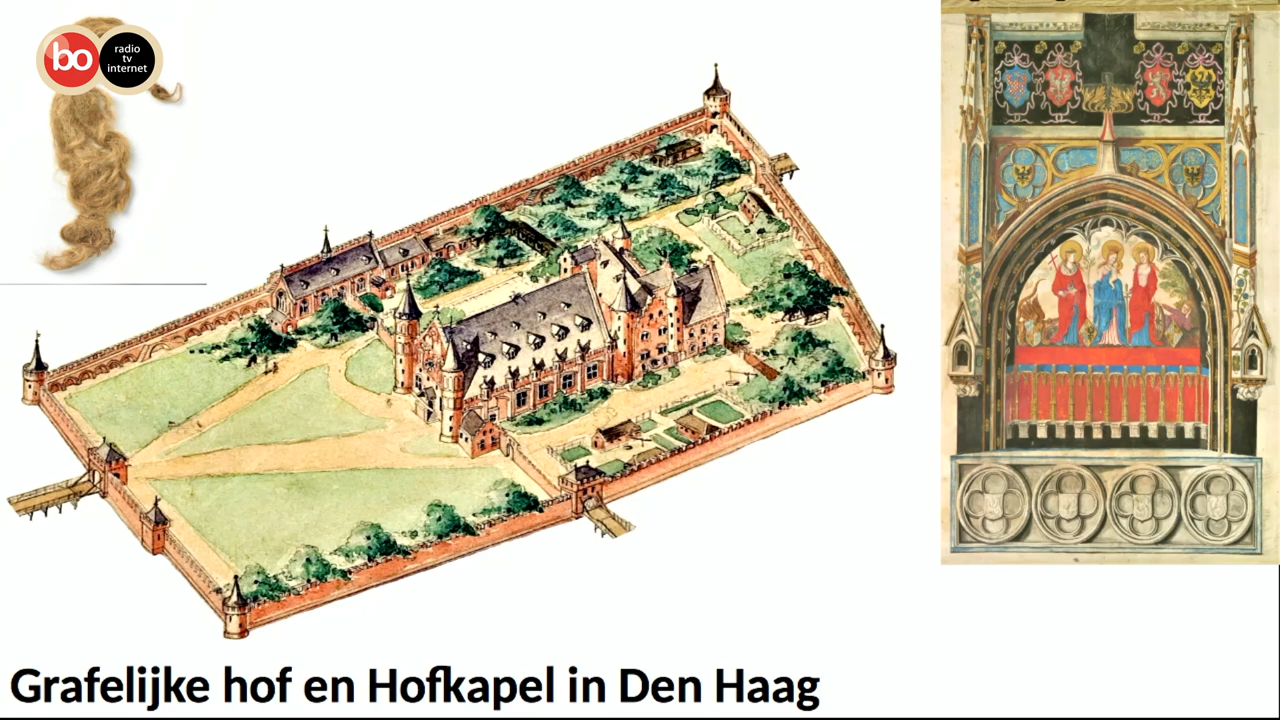 bo
radio
tv
internet
Grafelijke hof en Hofkapel in Den Haag